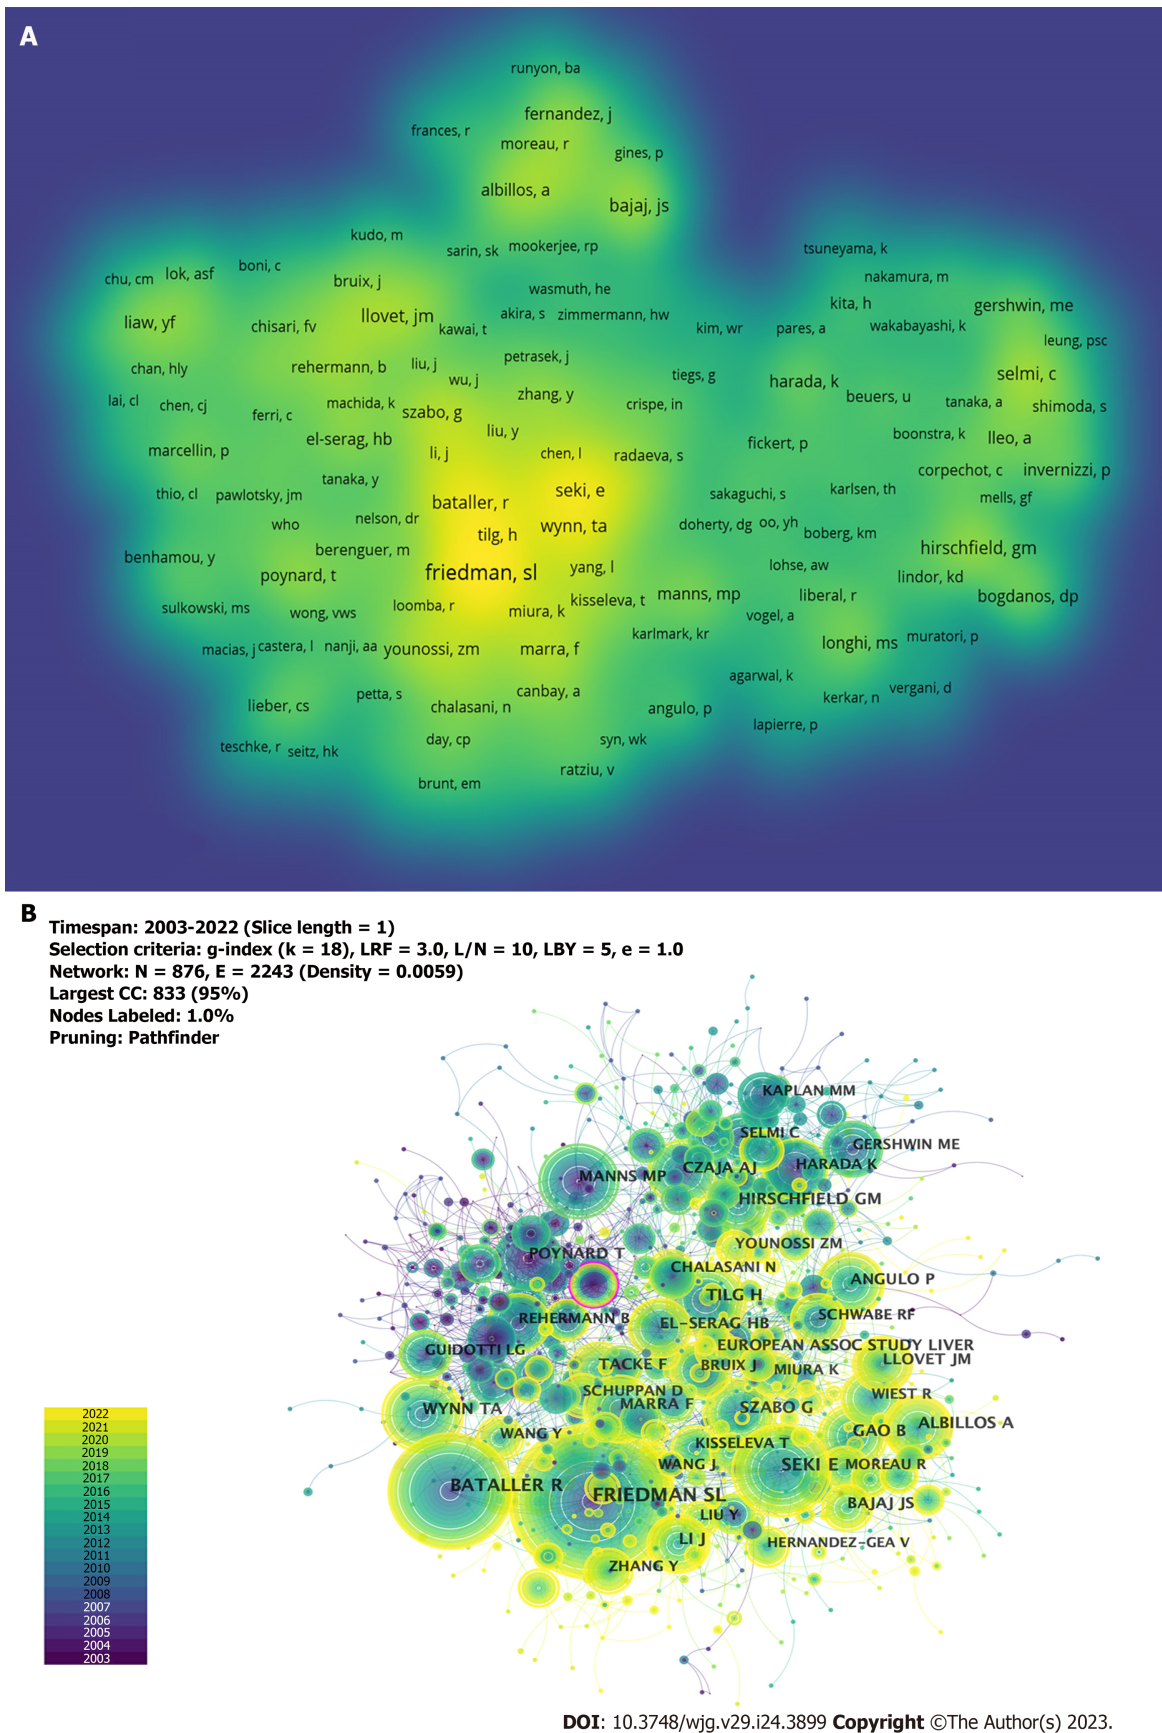 A
runyon, ba
fernandez, j
frances, r
moreau, r
gines, p
albillos, a
bajaj, js
kudo, m
sarin, sk
mookerjee, rp
tsuneyama, k
chu, cm
lok, asf
boni, c
bruix, j
wasmuth, he
nakamura, m
liaw, yf
chisari, fv
llovet, jm
kawai, t
akira, s
zimmermann, hw
kim, wr
pares, a
kita, h
wakabayashi, k
gershwin, me
leung, psc
chan, hly
rehermann, b
liu, j
wu, j
petrasek, j
zhang, y
tiegs, g
harada, k
beuers, u
selmi, c
tanaka, a
shimoda, s
lai, cl
chen, cj
ferri, c
machida, k
szabo, g
crispe, in
marcellin, p
el-serag, hb
liu, y
li, j
chen, l
radaeva, s
fickert, p
boonstra, k
lleo, a
corpechot, c
invernizzi, p
thio, cl
pawlotsky, jm
tanaka, y
bataller, r
seki, e
sakaguchi, s
karlsen, th
mells, gf
who
nelson, dr
tilg, h
wynn, ta
doherty, dg
oo, yh
boberg, km
benhamou, y
berenguer, m
poynard, t
friedman, sl
yang, l
lohse, aw
hirschfield, gm
lindor, kd
bogdanos, dp
sulkowski, ms
wong, vws
loomba, r
miura, k
kisseleva, t
manns, mp
liberal, r
vogel, a
macias, j
castera, l
nanji, aa
younossi, zm
marra, f
karlmark, kr
longhi, ms
muratori, p
lieber, cs
petta, s
chalasani, n
canbay, a
angulo, p
agarwal, k
kerkar, n
vergani, d
teschke, r
seitz, hk
day, cp
syn, wk
lapierre, p
brunt, em
ratziu, v
B
Timespan: 2003-2022 (Slice length = 1)
Selection criteria: g-index (k = 18), LRF = 3.0, L/N = 10, LBY = 5, e = 1.0
Network: N = 876, E = 2243 (Density = 0.0059)
Largest CC: 833 (95%)
Nodes Labeled: 1.0%
Pruning: Pathfinder
KAPLAN MM
SELMI C
GERSHWIN ME
MANNS MP
CZAJA AJ
HARADA K
HIRSCHFIELD GM
POYNARD T
YOUNOSSI ZM
CHALASANI N
ANGULO P
TILG H
REHERMANN B
EL-SERAG HB
SCHWABE RF
GUIDOTTI LG
EUROPEAN ASSOC STUDY LIVER
TACKE F
BRUIX J
MIURA K
LLOVET JM
SCHUPPAN D
MARRA F
WIEST R
WYNN TA
SZABO G
ALBILLOS A
WANG Y
KISSELEVA T
GAO B
WANG J
SEKI E
MOREAU R
BATALLER R
FRIEDMAN SL
BAJAJ JS
LIU Y
LI J
HERNANDEZ-GEA V
ZHANG Y
2022
2021
2020
2019
2018
2017
2016
2015
2014
2013
2012
2011
2010
2009
2008
2007
2006
2005
2004
2003
DOI: 10.3748/wjg.v29.i24.3899 Copyright ©The Author(s) 2023.